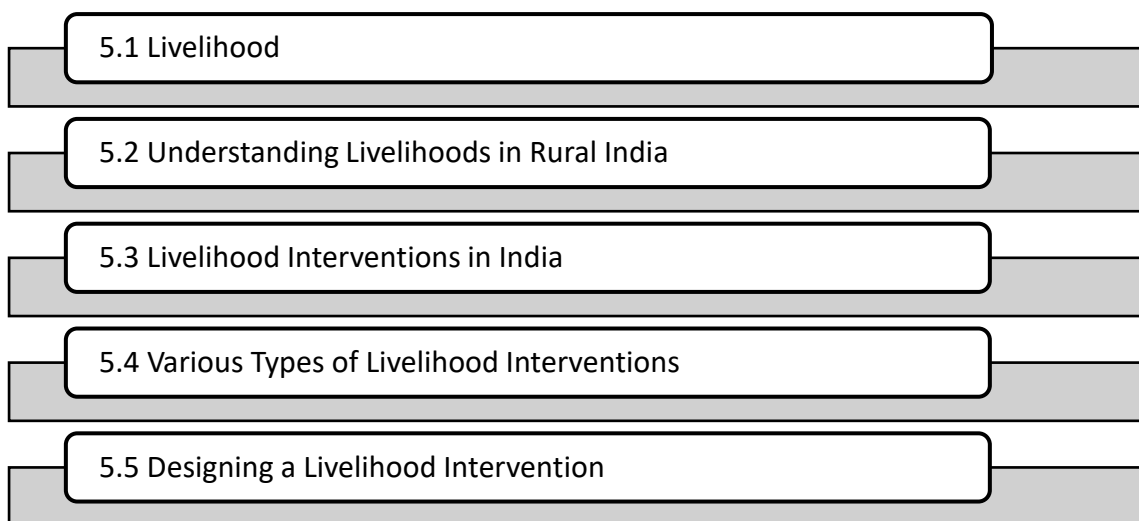 5.1 Livelihood
5.2 Understanding Livelihoods in Rural India
5.3 Livelihood Interventions in India
5.4 Various Types of Livelihood Interventions
5.5 Designing a Livelihood Intervention